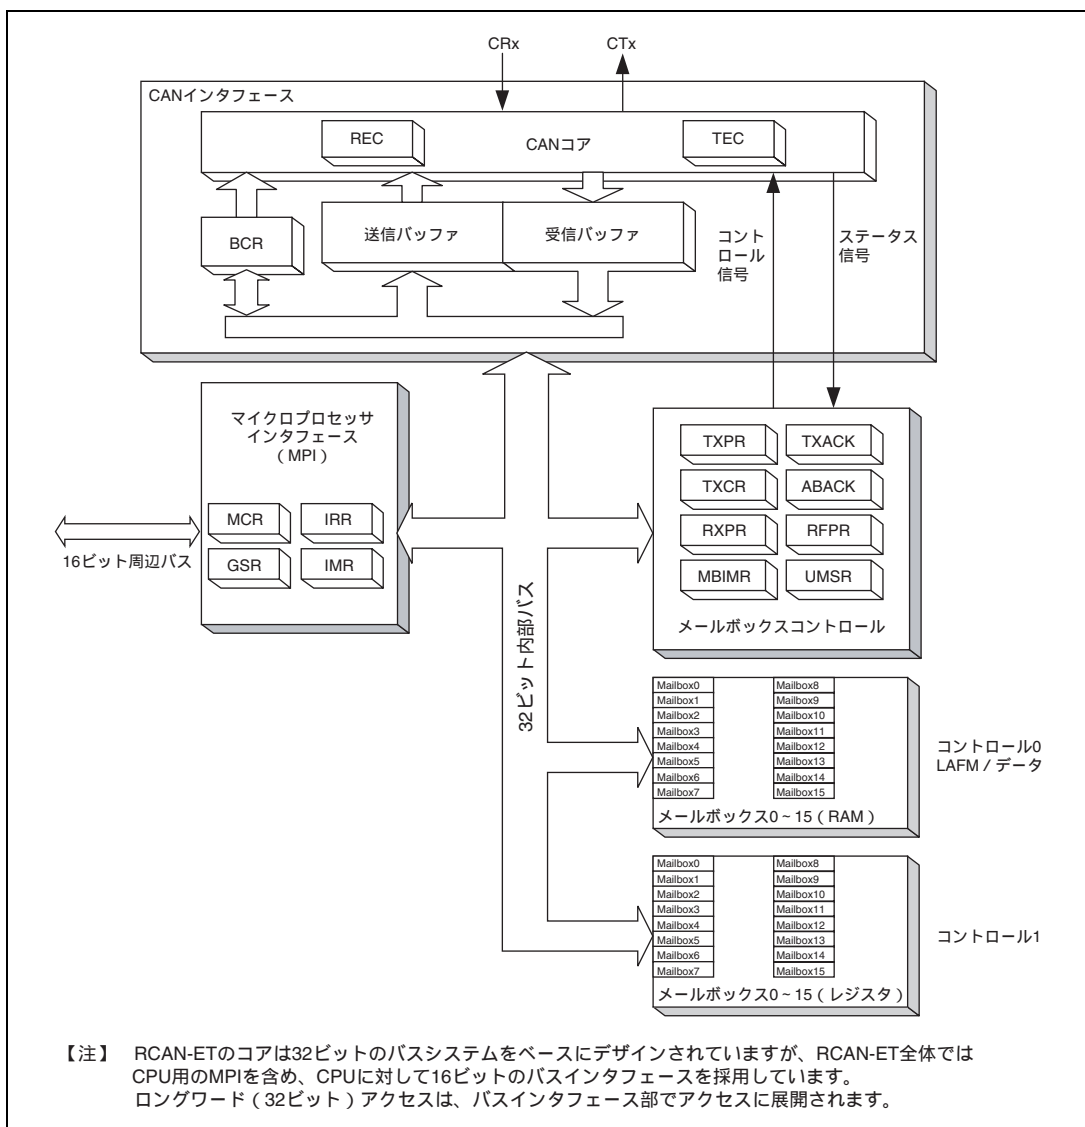 CRx
CTx
CANインタフェース
REC
CANコア
TEC
BCR
送信バッファ
受信バッファ
コント
ロール
信号
ステータス
信号
マイクロプロセッサ
インタフェース
（MPI）
MCR
IRR
GSR
IMR
16ビット周辺バス
32ビット内部バス
TXPR
TXACK
TXCR
ABACK
RXPR
RFPR
MBIMR
UMSR
メールボックスコントロール
Mailbox0
Mailbox1
Mailbox2
Mailbox3
Mailbox4
Mailbox5
Mailbox6
Mailbox7
Mailbox8
Mailbox9
Mailbox10
Mailbox11
Mailbox12
Mailbox13
Mailbox14
Mailbox15
メールボックス0~15（RAM）
コントロール0
LAFM / データ
Mailbox0
Mailbox1
Mailbox2
Mailbox3
Mailbox4
Mailbox5
Mailbox6
Mailbox7
Mailbox8
Mailbox9
Mailbox10
Mailbox11
Mailbox12
Mailbox13
Mailbox14
Mailbox15
メールボックス0~15（レジスタ）
コントロール1
【注】 RCAN-ETのコアは32ビットのバスシステムをベースにデザインされていますが、RCAN-ET全体では
CPU用のMPIを含め、CPUに対して16ビットのバスインタフェースを採用しています。
ロングワード（32ビット）アクセスは、バスインタフェース部でアクセスに展開されます。